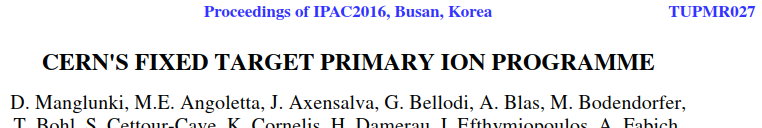 Proceedings of IPAC2016, Busan, Korea TUPMR027
CERN'S FIXED TARGET PRIMARY ION PROGRAMME
D. Manglunki, M.E. Angoletta, J. Axensalva, G. Bellodi, A. Blas, M. Bodendorfer,
T. Bohl, S. Cettour-Cave, K. Cornelis, H. Damerau, I. Efthymiopoulos, A. Fabich,